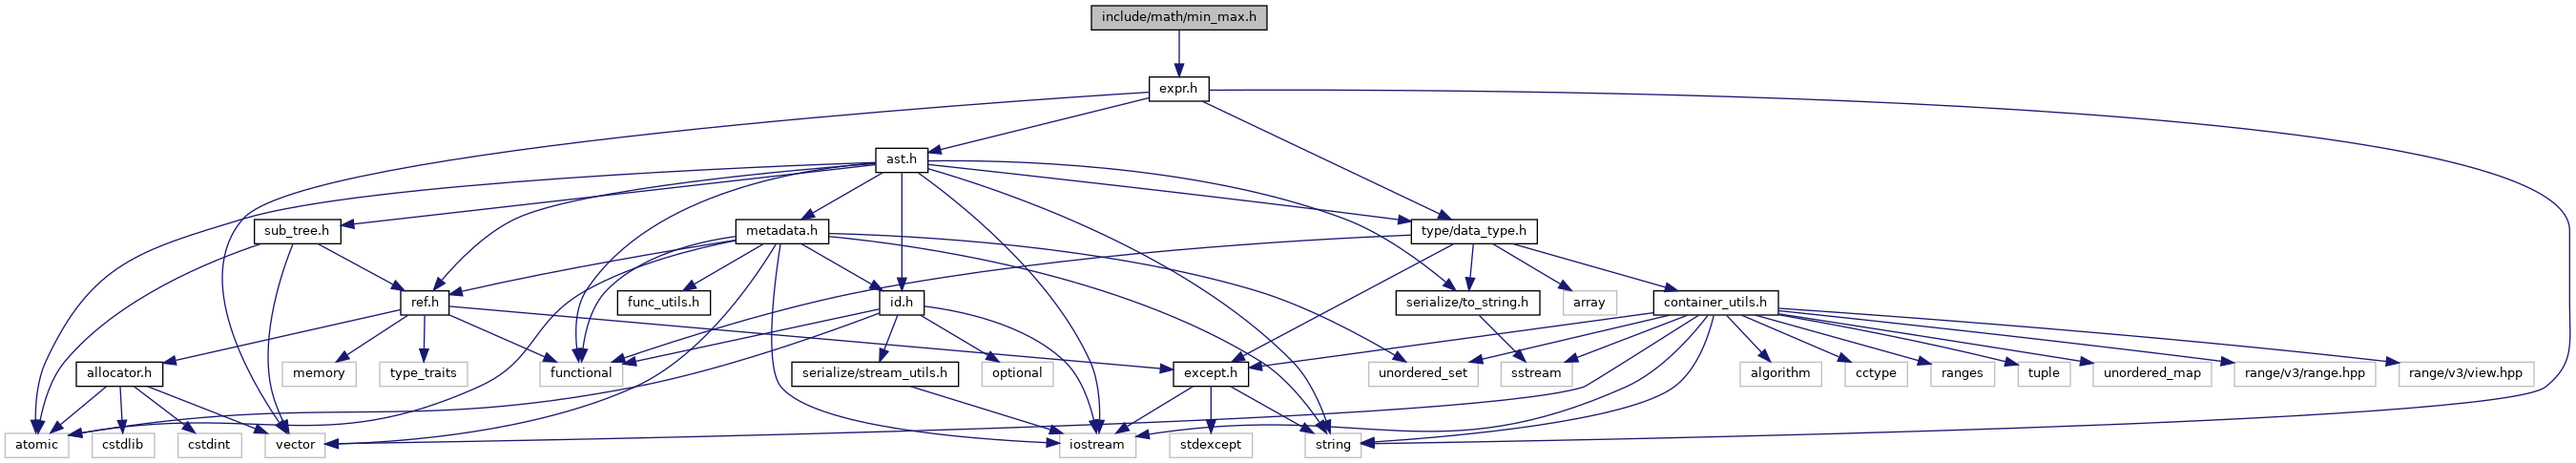 include/math/min_max.h
expr.h
ast.h
sub_tree.h
metadata.h
type/data_type.h
ref.h
func_utils.h
id.h
serialize/to_string.h
array
container_utils.h
allocator.h
memory
type_traits
functional
serialize/stream_utils.h
optional
except.h
unordered_set
sstream
algorithm
cctype
ranges
tuple
unordered_map
range/v3/range.hpp
range/v3/view.hpp
atomic
cstdlib
cstdint
vector
iostream
stdexcept
string